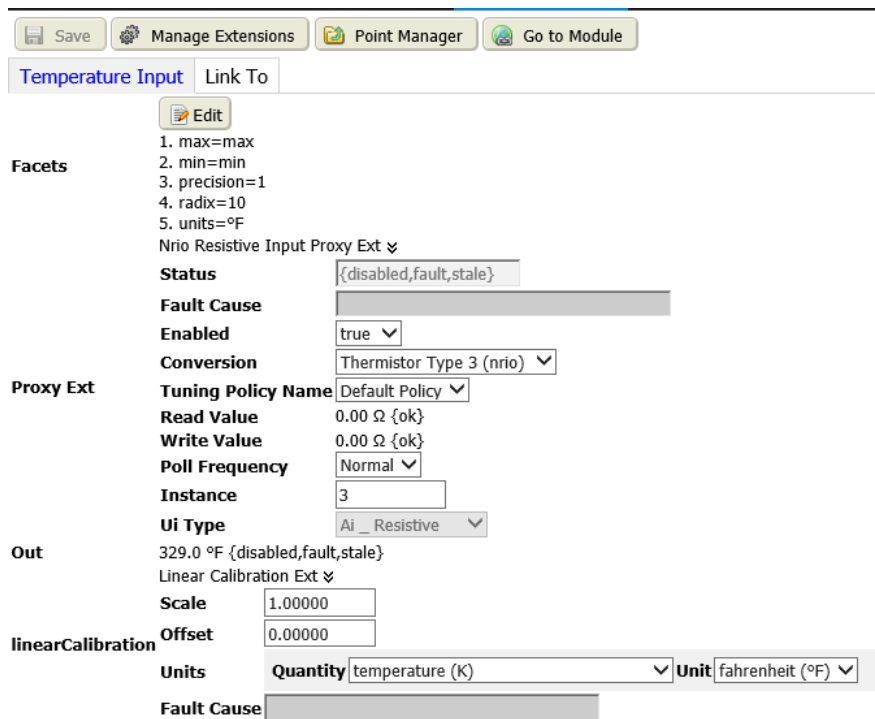 Save Manage Extensions Point Manager Go to Module
Temperature Input Link To
Edit
1. max=max
Facets 2. min=min
3. precision=1
4. radix=10
5. units=°F
Nrio Resistive Input Proxy Ext
Status {disabled,fault,stale}
Fault Cause
Enabled true
Conversion Thermistor Type 3 (nrio)
Proxy Ext Tuning Policy Name Default Policy
Read Value 0.00 Ω {ok}
Write Value 0.00 Ω {ok}
Poll Frequency Normal
Instance 3
Ui Type Ai _ Resistive
Out 329.0 °F {disabled,fault,stale}
Linear Calibration Ext
Scale 1.00000
linearCalibration Offset 0.00000
Units Quantity temperature (K) Unit fahrenheit (°F)
Fault Cause